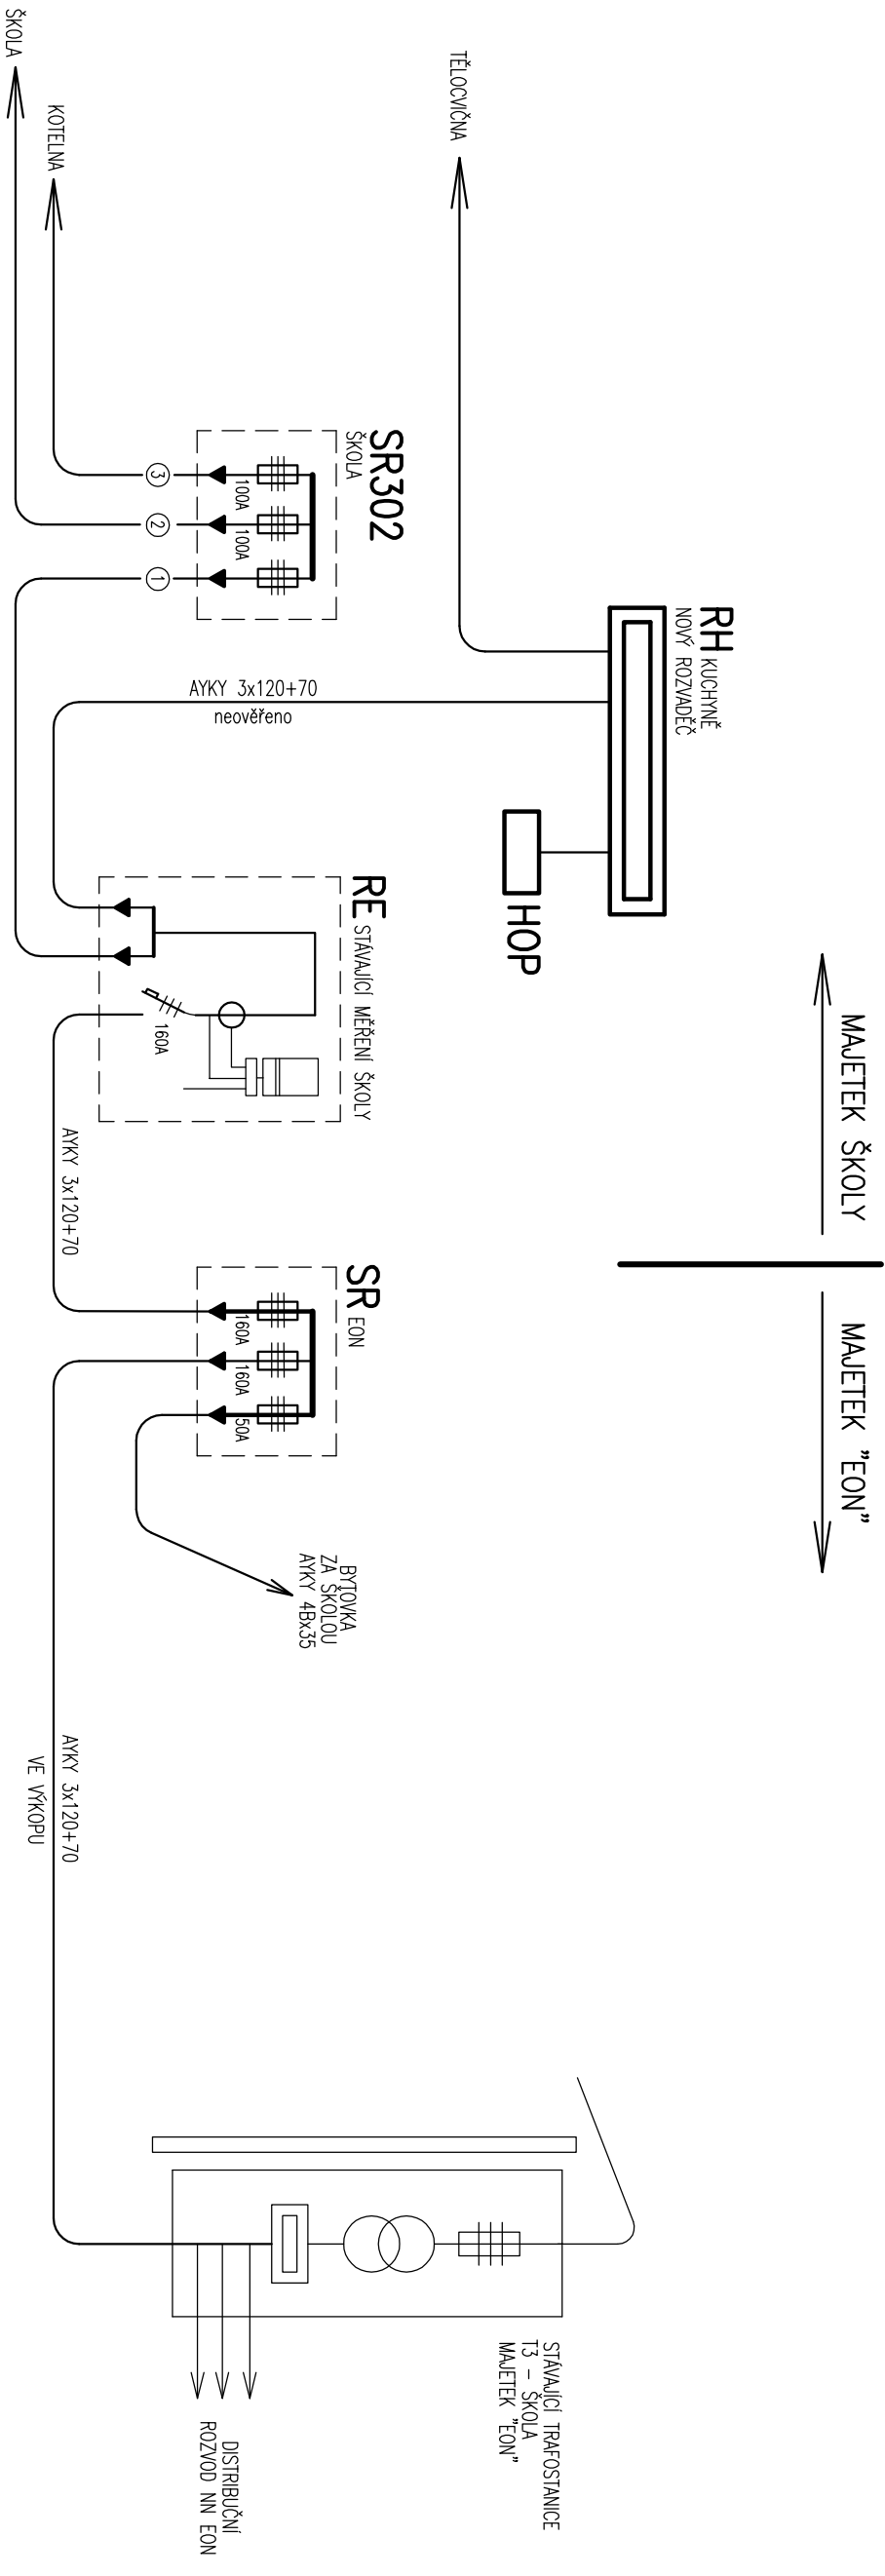 MAJETEK ŠKOLY
MAJETEK "EON"
RH KUCHYNĚ
NOVÝ ROZVADĚČ
HOP
TĚLOCVIČNA
SR302
ŠKOLA
100A
100A
3
2
1
KOTELNA
ŠKOLA
AYKY 3x120+70
neověřeno
RE STÁVAJÍCÍ MĚŘENÍ ŠKOLY
160A
AYKY 3x120+70
SR EON
160A
160A
50A
BYTOVKA
ZA ŠKOLOU
AYKY 4Bx35
AYKY 3x120+70
VE VÝKOPU
STÁVAJÍCÍ TRAFOSTANICE
T3 – ŠKOLA
MAJETEK "EON"
DISTRIBUČNÍ
ROZVOD NN EON